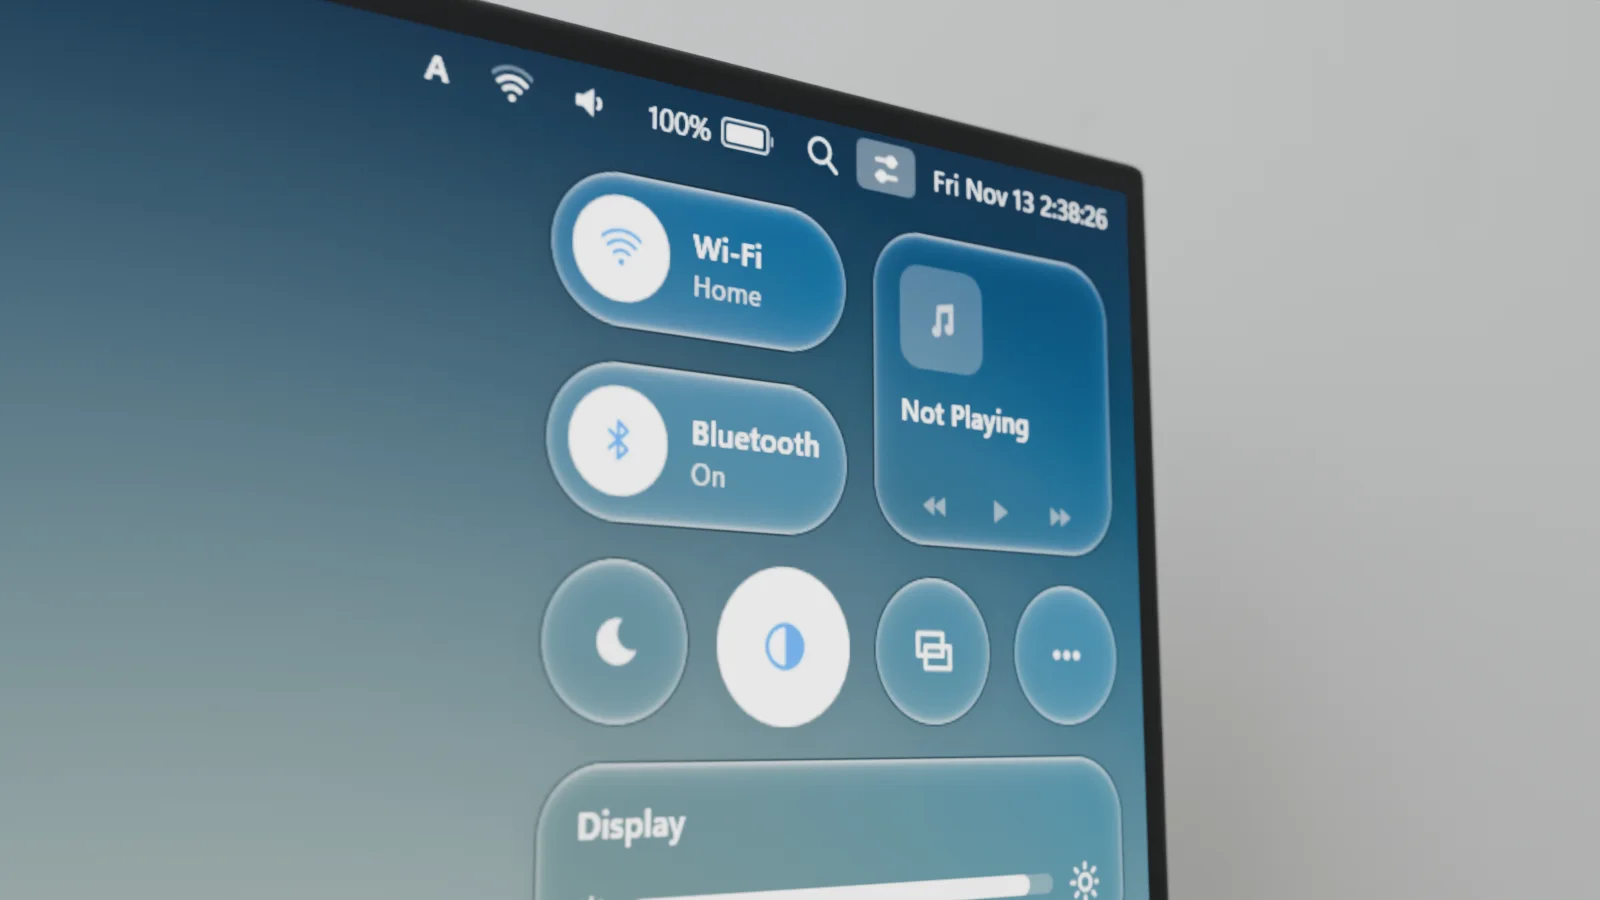 A
100%
Fri Nov 13 2:38:26
Wi-Fi
Home
Not Playing
Bluetooth
On
Display